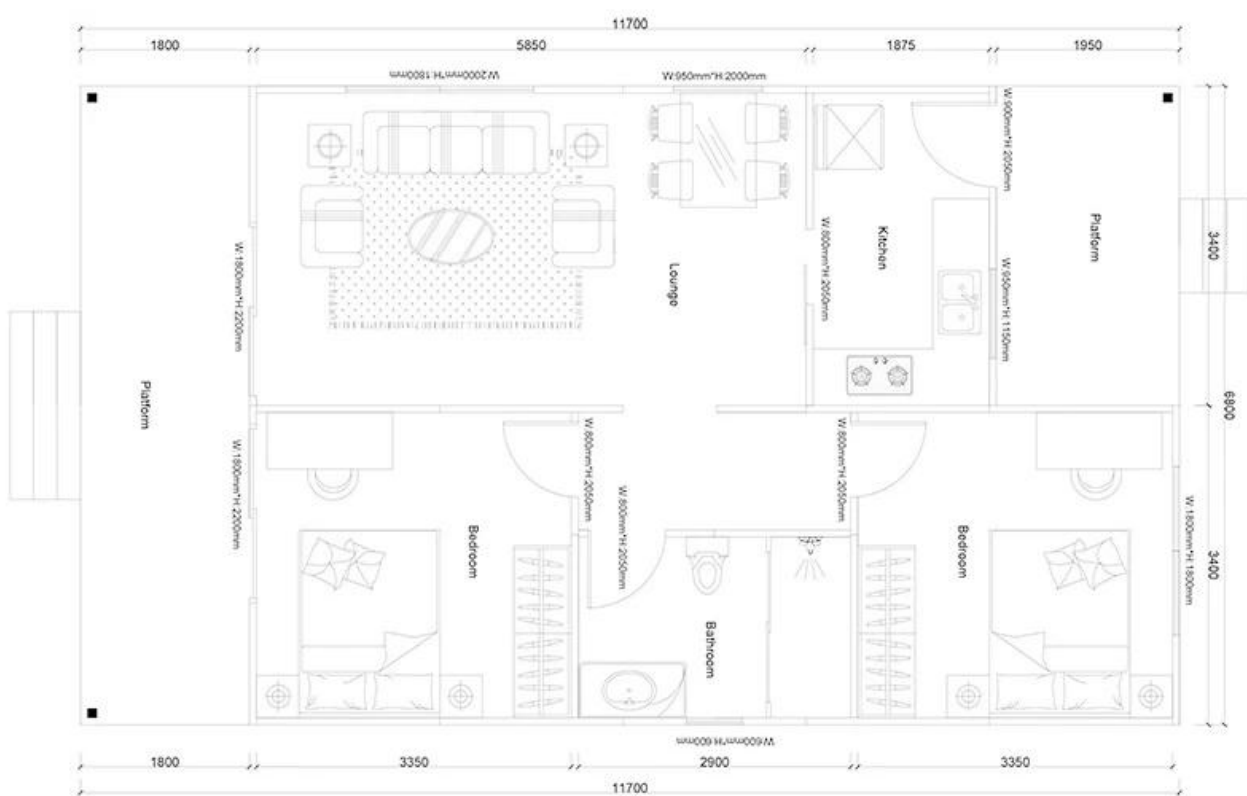 11700
1800
5850
1875
1950
W:2000mm*H:1800mm
W:950mm*H:2000mm
W:900mm*H:2050mm
Kitchen
Platform
3400
W:800mm*H:2050mm
W:1800mm*H:2200mm
Lounge
W:950mm*H:1150mm
Platform
6800
W:1800mm*H:2200mm
W:800mm*H:2050mm
W:800mm*H:2050mm
W:800mm*H:2050mm
Bedroom
Bedroom
W:1800mm*H:1800mm
3400
Bathroom
W:600mm*H:600mm
1800
3350
2900
3350
11700